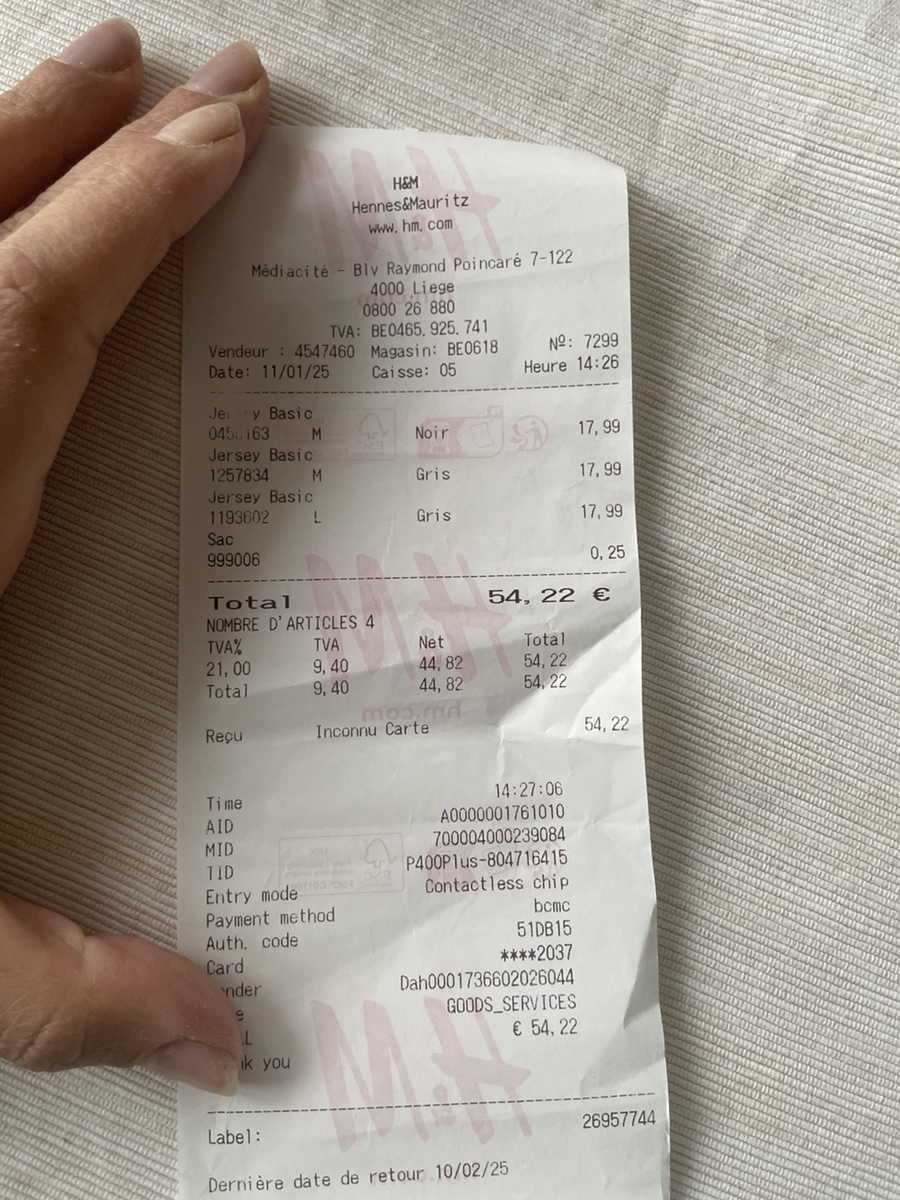 H&M
Hennes&Mauritz
www.hm.com
Médiacité - Blv Raymond Poincaré 7-122
4000 Liege
0800 26 880
TVA: BE0465.925.741
Vendeur : 4547460 Magasin: BE0618 Nº: 7299
Date: 11/01/25 Caisse: 05 Heure 14:26
Basic
M Noir 17,99
Jersey Basic
1257834 M Gris 17,99
Jersey Basic
1193602 L Gris 17,99
Sac
999006 0,25
Total 54,22 €
NOMBRE D'ARTICLES 4
TVA% TVA Net Total
21,00 9,40 44,82 54,22
Total 9,40 44,82 54,22
Reçu Inconnu Carte 54,22
Time 14:27:06
AID A0000001761010
MID 700004000239084
TID P400Plus-804716415
Entry mode Contactless chip
Payment method bcmc
Auth. code 51DB15
Card ****2037
Dah0001736602026044
GOODS_SERVICES
€ 54,22
you
Label: 26957744
Dernière date de retour 10/02/25